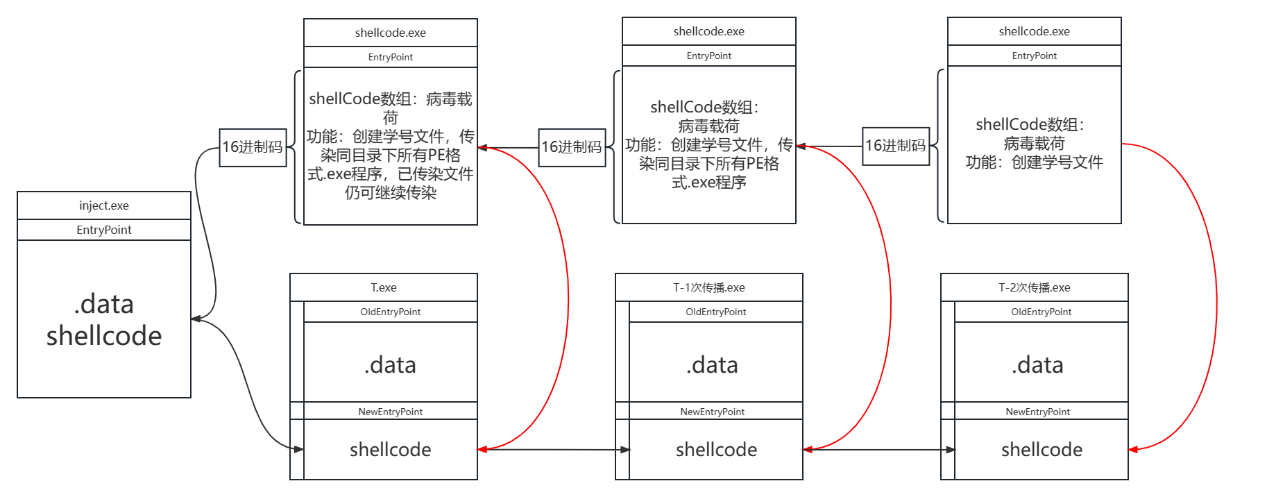 shellcode.exe
EntryPoint
shellCode数组：病毒载
荷
功能：创建学号文件，传
染同目录下所有PE格
式.exe程序，已传染文件
仍可继续传染
16进制码
shellcode.exe
EntryPoint
shellCode数组：
病毒载荷
功能：创建学号文件，传
染同目录下所有PE格
式.exe程序
16进制码
shellcode.exe
EntryPoint
shellCode数组：
病毒载荷
功能：创建学号文件
16进制码
inject.exe
EntryPoint
.data
shellcode
T.exe
OldEntryPoint
.data
NewEntryPoint
shellcode
T-1次传播.exe
OldEntryPoint
.data
NewEntryPoint
shellcode
T-2次传播.exe
OldEntryPoint
.data
NewEntryPoint
shellcode